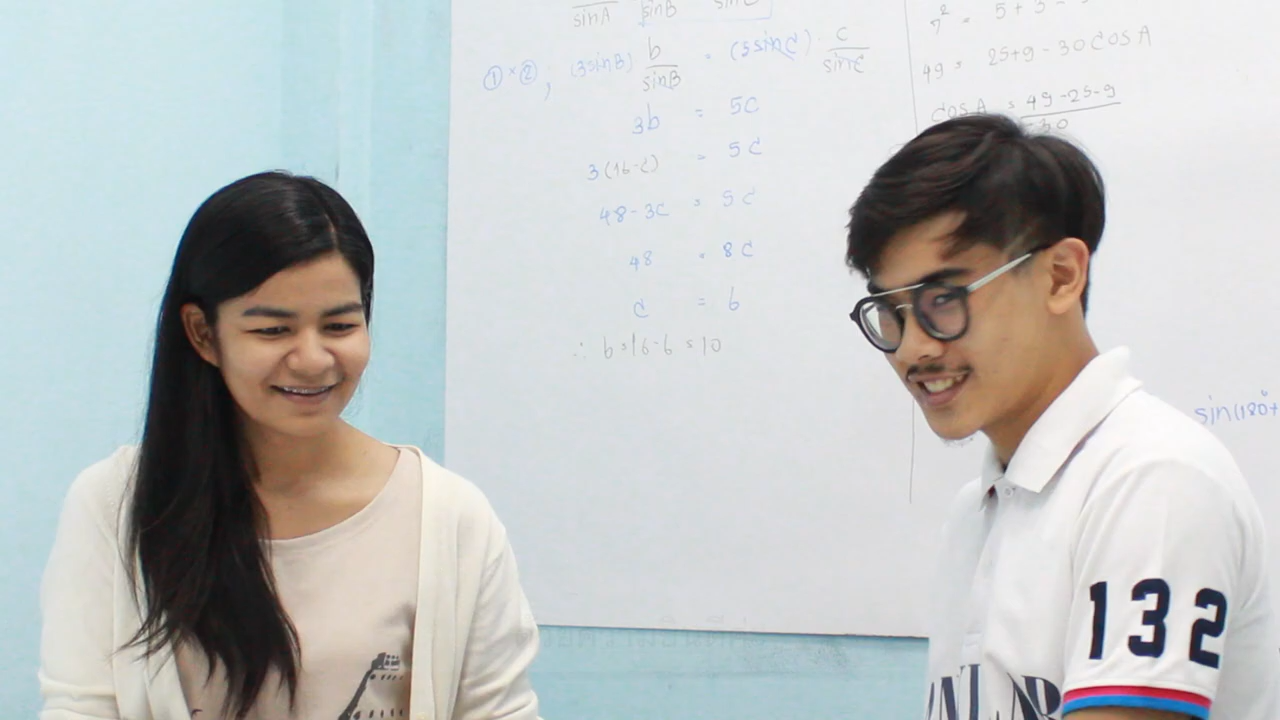 sinA sinB sinC
① × ② ; (3sinB) b/sinB = (5sinC) c/sinC
3b = 5c
3(16-c) = 5c
48-3c = 5c
48 = 8c
c = 6
∴ b=16-6=10
7² = 5+3-
49 = 25+9-30cosA
cosA = 49-25-9
-30
sin(180°+
132